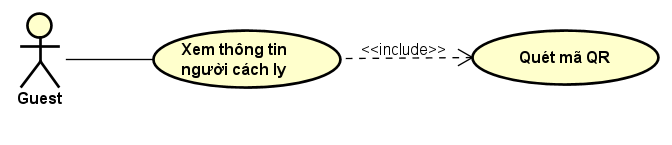 Xem thông tin
người cách ly
<<include>>
Quét mã QR
Guest